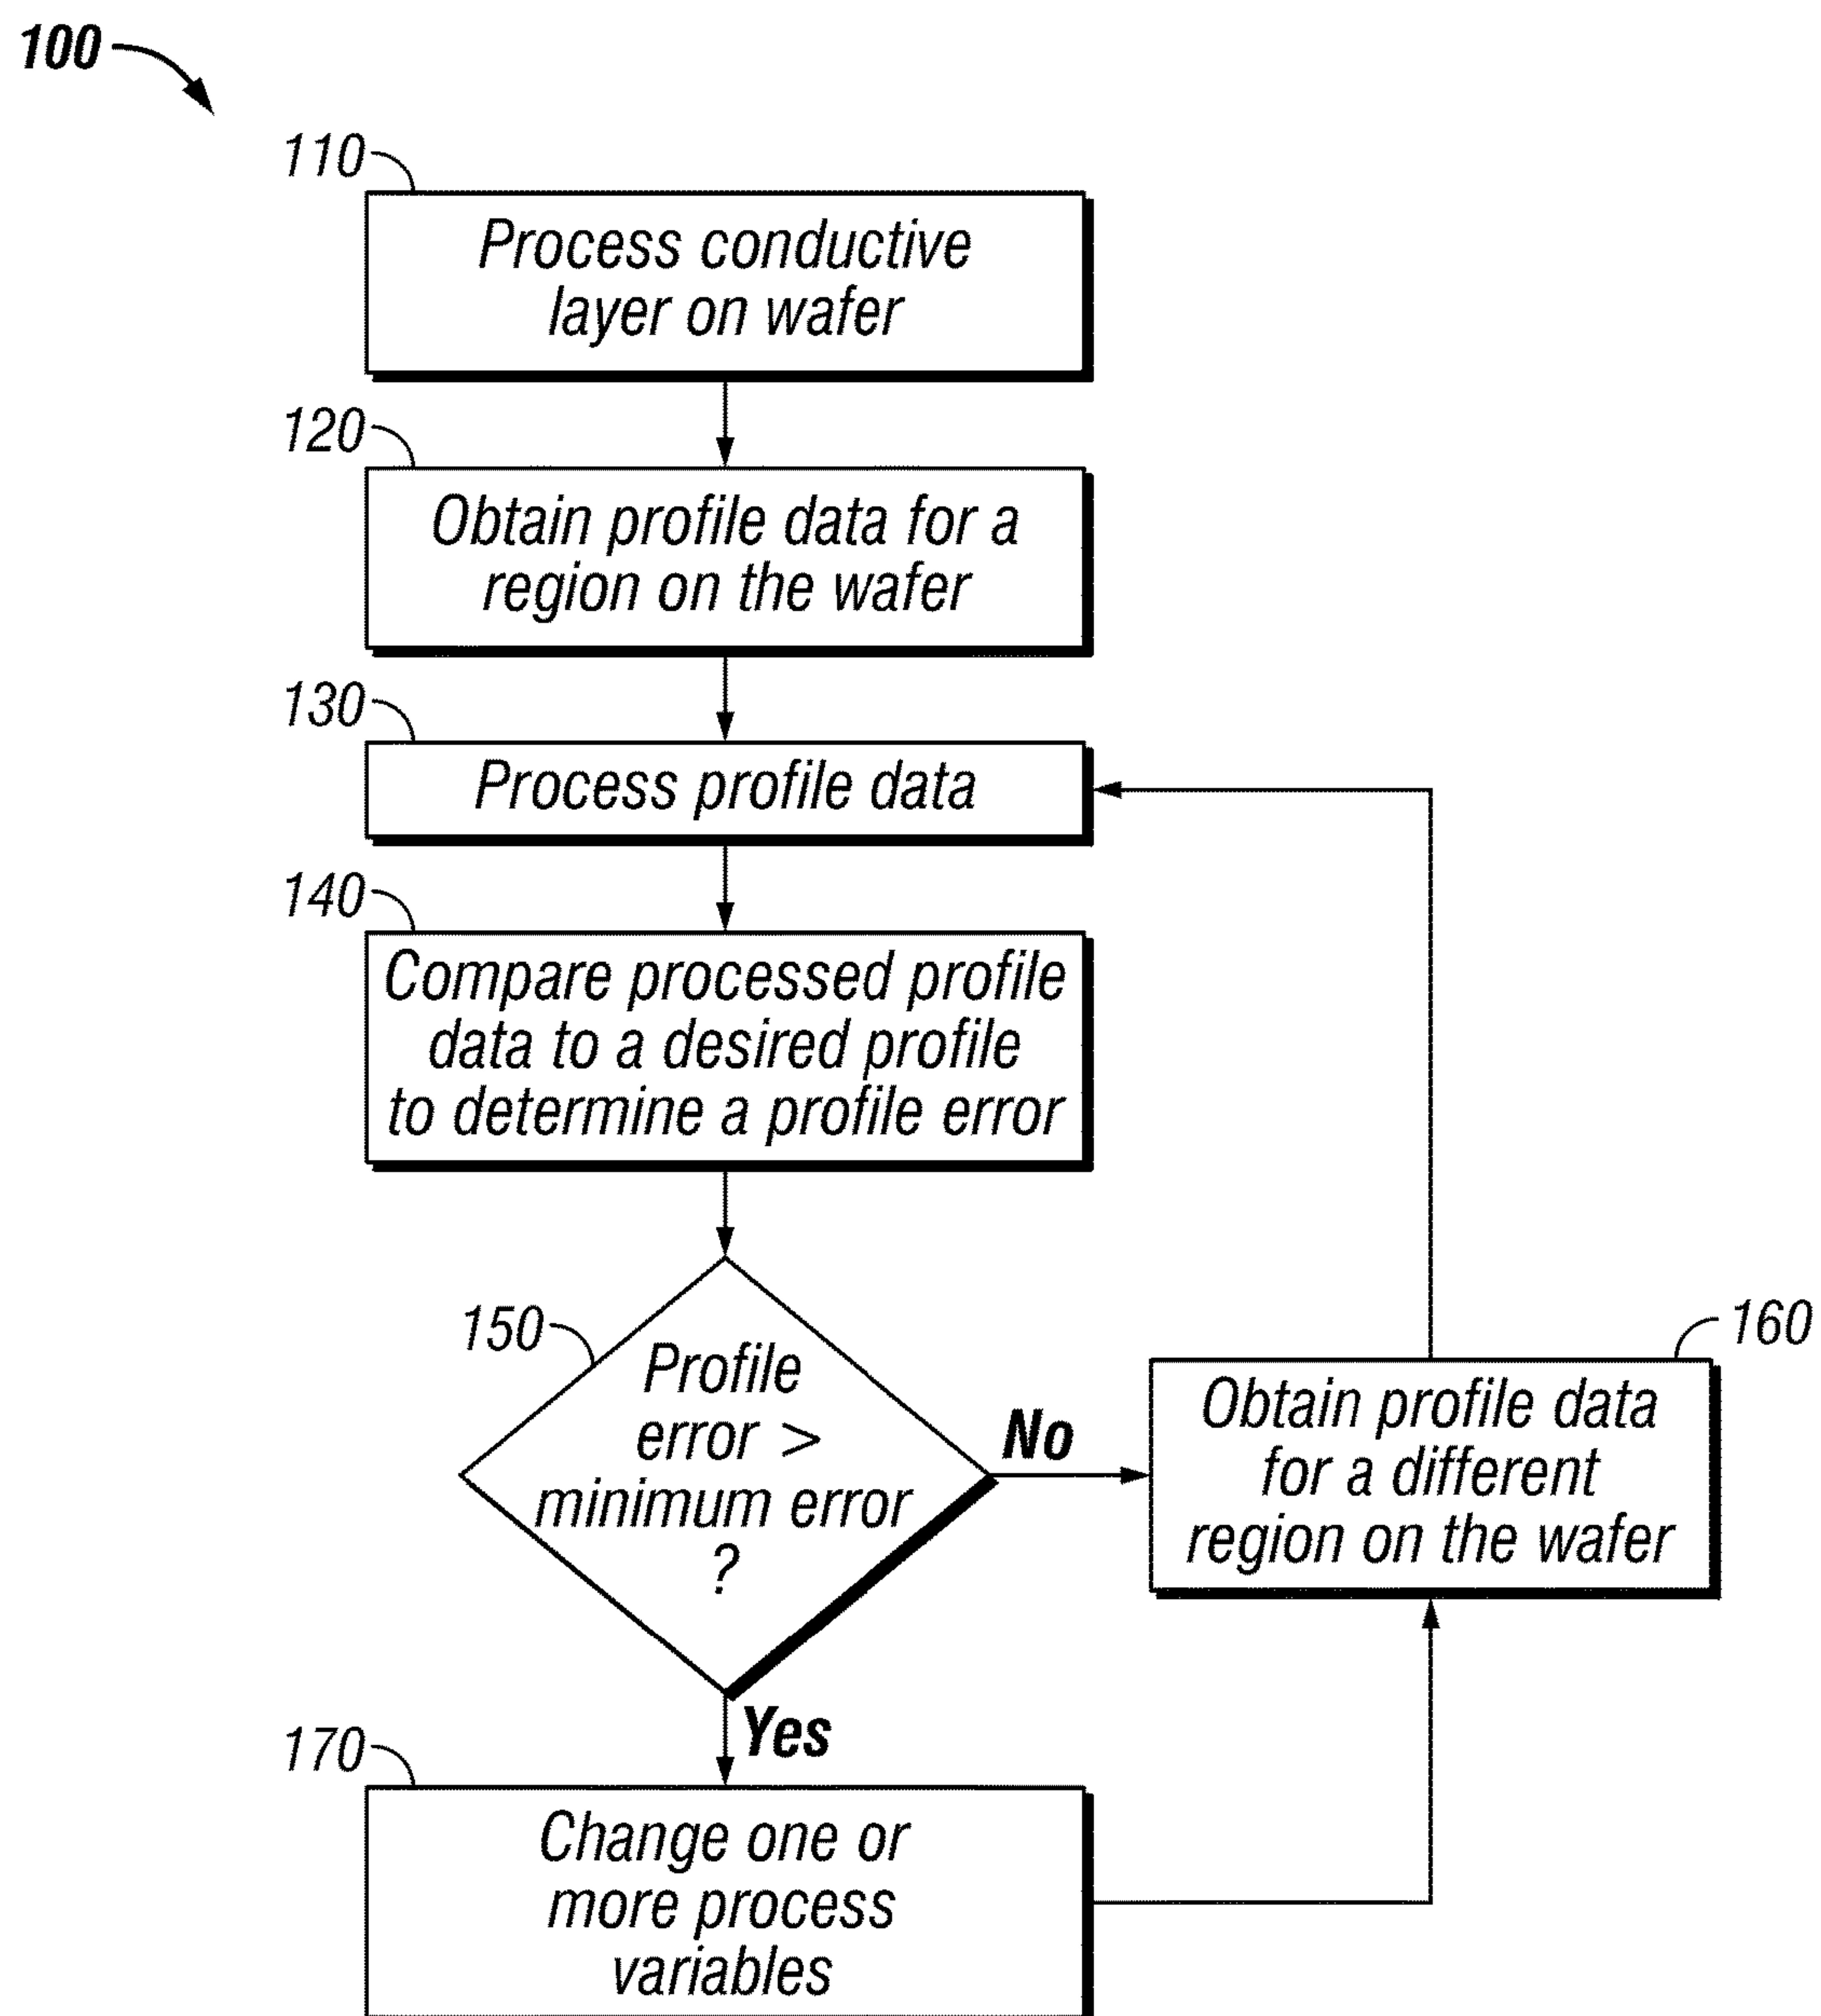 100
110
Process conductive
layer on wafer
120
Obtain profile data for a
region on the wafer
130
Process profile data
140
Compare processed profile
data to a desired profile
to determine a profile error
150
Profile
error >
minimum error
?
No
160
Obtain profile data
for a different
region on the wafer
Yes
170
Change one or
more process
variables